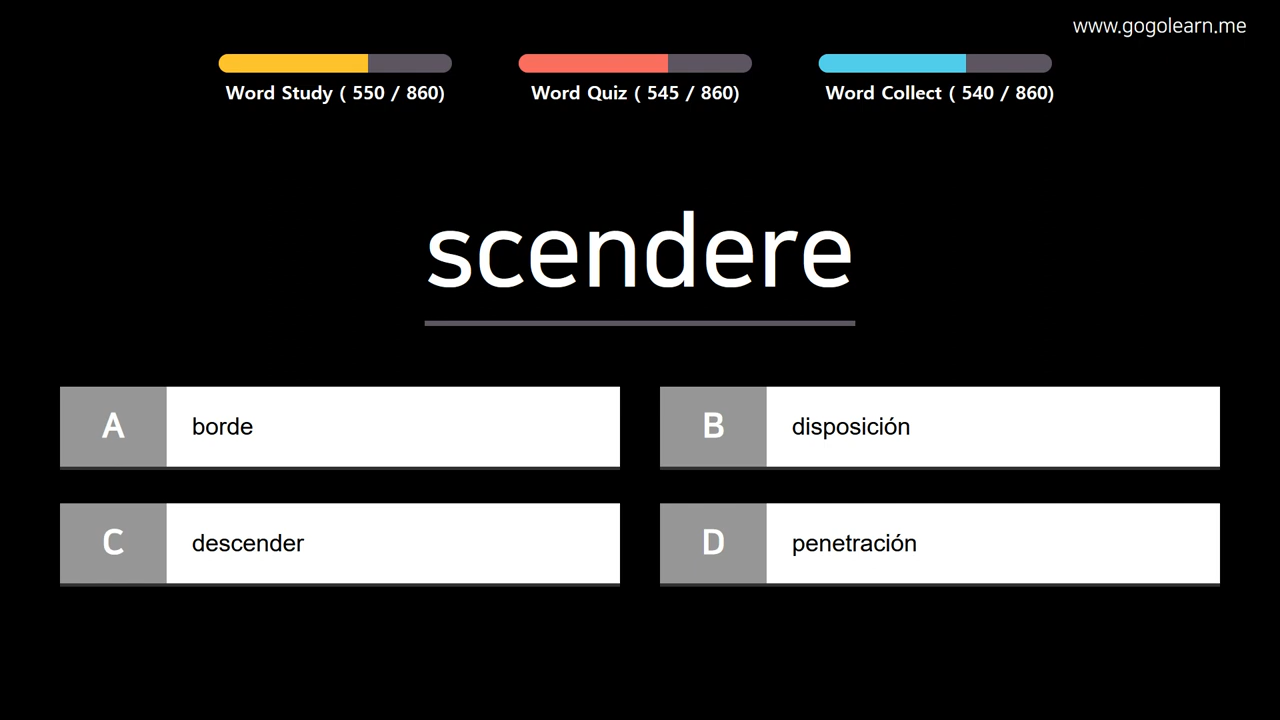 www.gogolearn.me
Word Study ( 550 / 860)
Word Quiz ( 545 / 860)
Word Collect ( 540 / 860)
scendere
A borde
B disposición
C descender
D penetración